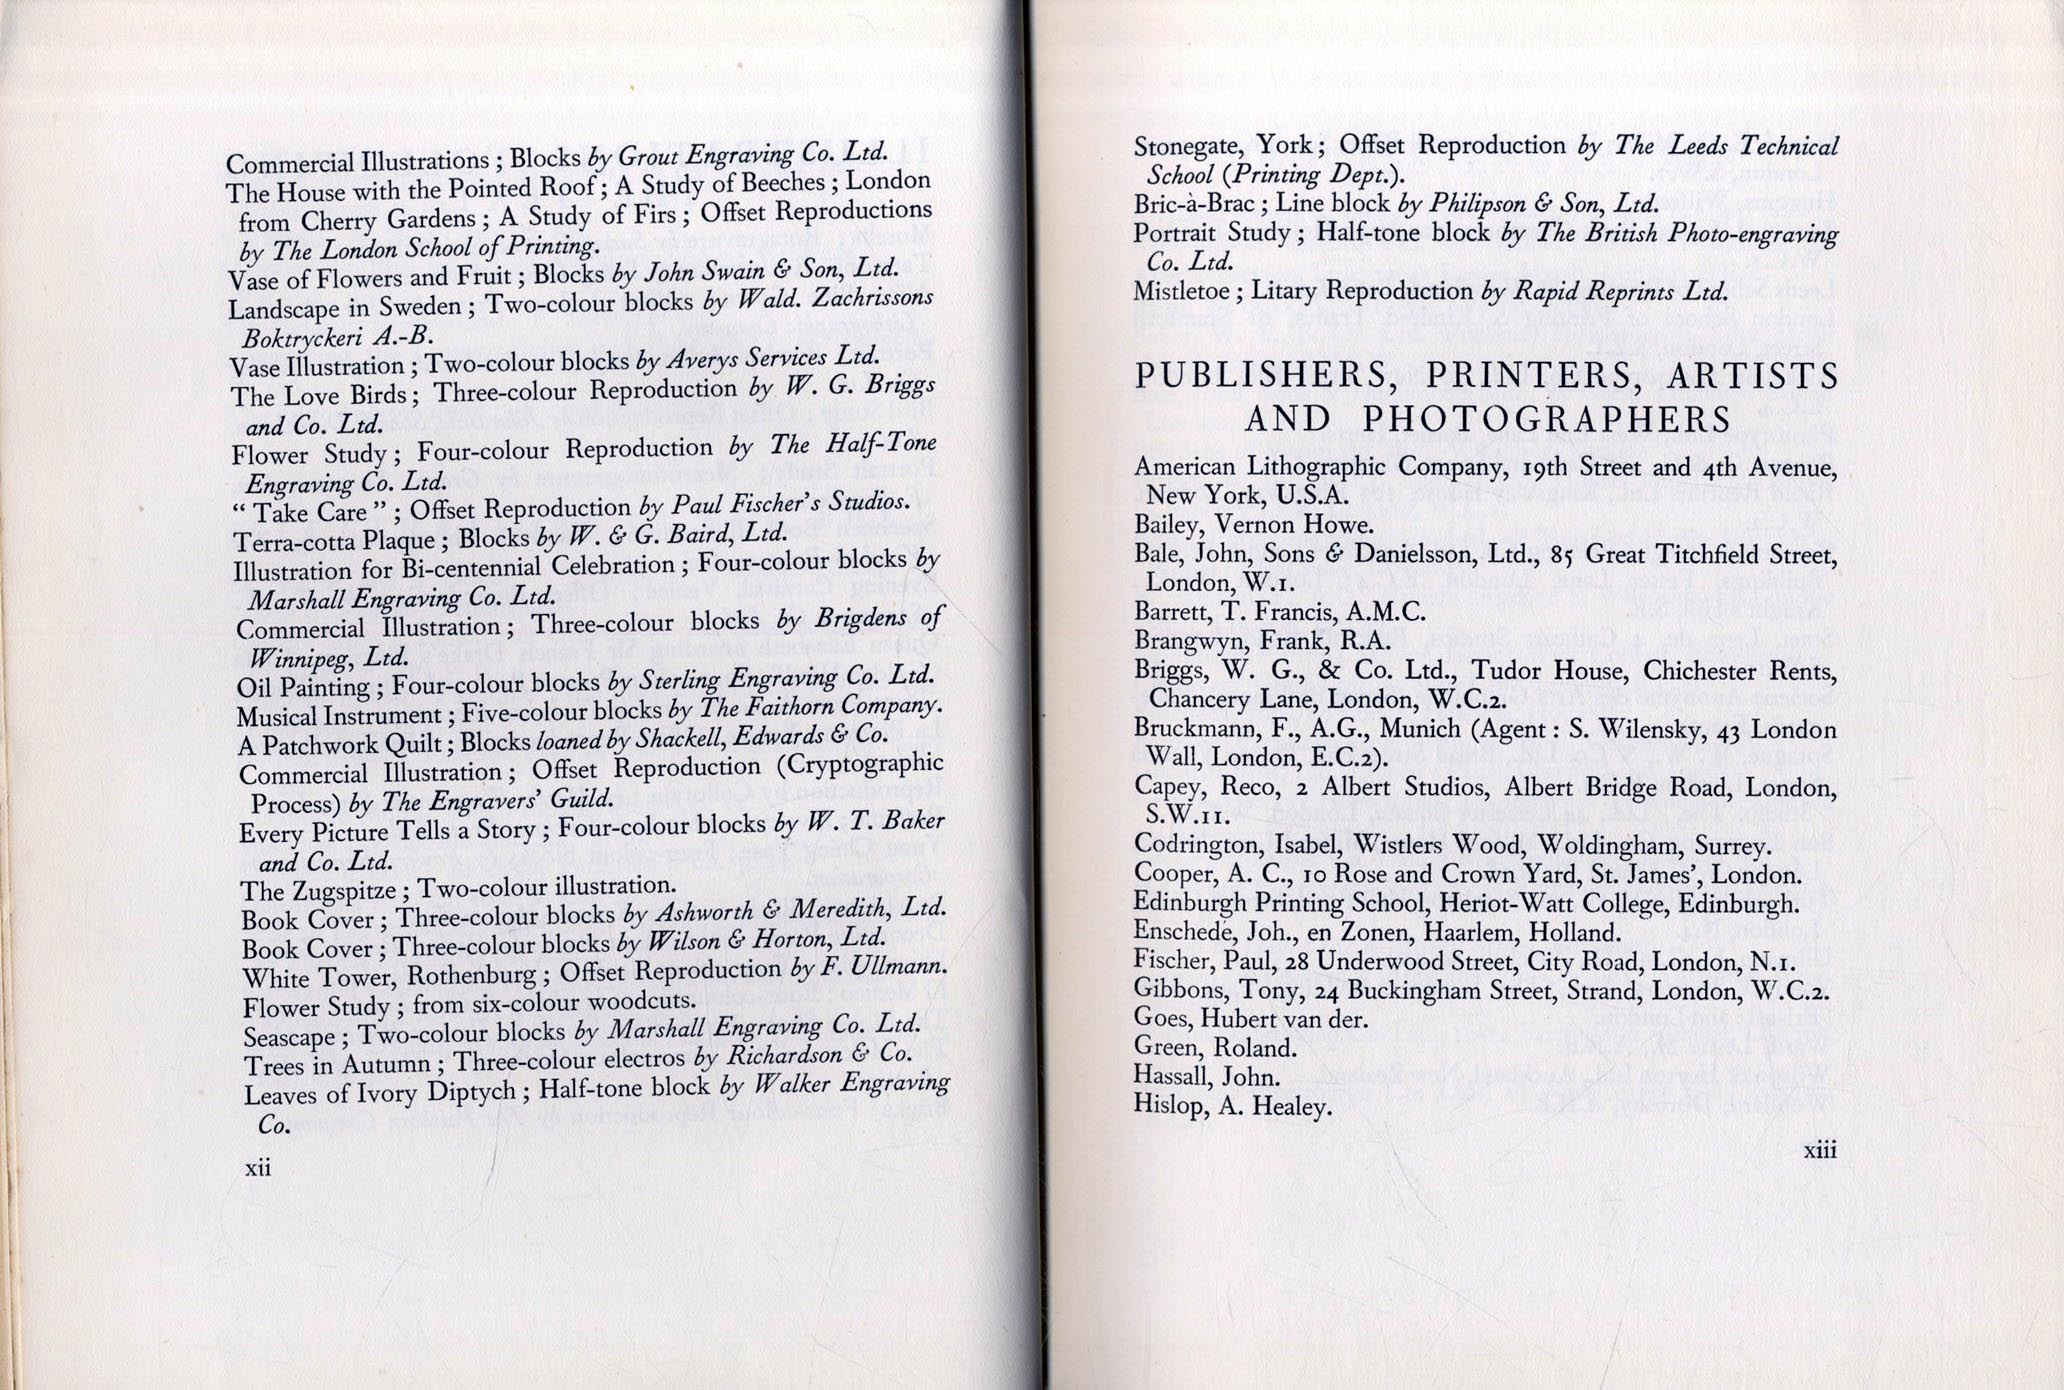 Commercial Illustrations ; Blocks by Grout Engraving Co. Ltd.
The House with the Pointed Roof ; A Study of Beeches ; London
from Cherry Gardens ; A Study of Firs ; Offset Reproductions
by The London School of Printing.
Vase of Flowers and Fruit ; Blocks by John Swain & Son, Ltd.
Landscape in Sweden ; Two-colour blocks by Wald. Zachrissons
Boktryckeri A.-B.
Vase Illustration ; Two-colour blocks by Averys Services Ltd.
The Love Birds ; Three-colour Reproduction by W. G. Briggs
and Co. Ltd.
Flower Study ; Four-colour Reproduction by The Half-Tone
Engraving Co. Ltd.
“ Take Care ” ; Offset Reproduction by Paul Fischer's Studios.
Terra-cotta Plaque ; Blocks by W. & G. Baird, Ltd.
Illustration for Bi-centennial Celebration ; Four-colour blocks by
Marshall Engraving Co. Ltd.
Commercial Illustration ; Three-colour blocks by Brigdens of
Winnipeg, Ltd.
Oil Painting ; Four-colour blocks by Sterling Engraving Co. Ltd.
Musical Instrument ; Five-colour blocks by The Faithorn Company.
A Patchwork Quilt ; Blocks loaned by Shackell, Edwards & Co.
Commercial Illustration ; Offset Reproduction (Cryptographic
Process) by The Engravers' Guild.
Every Picture Tells a Story ; Four-colour blocks by W. T. Baker
and Co. Ltd.
The Zugspitze ; Two-colour illustration.
Book Cover ; Three-colour blocks by Ashworth & Meredith, Ltd.
Book Cover ; Three-colour blocks by Wilson & Horton, Ltd.
White Tower, Rothenburg ; Offset Reproduction by F. Ullmann.
Flower Study ; from six-colour woodcuts.
Seascape ; Two-colour blocks by Marshall Engraving Co. Ltd.
Trees in Autumn ; Three-colour electros by Richardson & Co.
Leaves of Ivory Diptych ; Half-tone block by Walker Engraving
Co.
xii
Stonegate, York ; Offset Reproduction by The Leeds Technical
School (Printing Dept.).
Bric-à-Brac ; Line block by Philipson & Son, Ltd.
Portrait Study ; Half-tone block by The British Photo-engraving
Co. Ltd.
Mistletoe ; Litary Reproduction by Rapid Reprints Ltd.
PUBLISHERS, PRINTERS, ARTISTS
AND PHOTOGRAPHERS
American Lithographic Company, 19th Street and 4th Avenue,
New York, U.S.A.
Bailey, Vernon Howe.
Bale, John, Sons & Danielsson, Ltd., 85 Great Titchfield Street,
London, W.1.
Barrett, T. Francis, A.M.C.
Brangwyn, Frank, R.A.
Briggs, W. G., & Co. Ltd., Tudor House, Chichester Rents,
Chancery Lane, London, W.C.2.
Bruckmann, F., A.G., Munich (Agent : S. Wilensky, 43 London
Wall, London, E.C.2).
Capey, Reco, 2 Albert Studios, Albert Bridge Road, London,
S.W.11.
Codrington, Isabel, Wistlers Wood, Woldingham, Surrey.
Cooper, A. C., 10 Rose and Crown Yard, St. James', London.
Edinburgh Printing School, Heriot-Watt College, Edinburgh.
Enschedé, Joh., en Zonen, Haarlem, Holland.
Fischer, Paul, 28 Underwood Street, City Road, London, N.1.
Gibbons, Tony, 24 Buckingham Street, Strand, London, W.C.2.
Goes, Hubert van der.
Green, Roland.
Hassall, John.
Hislop, A. Healey.
xiii